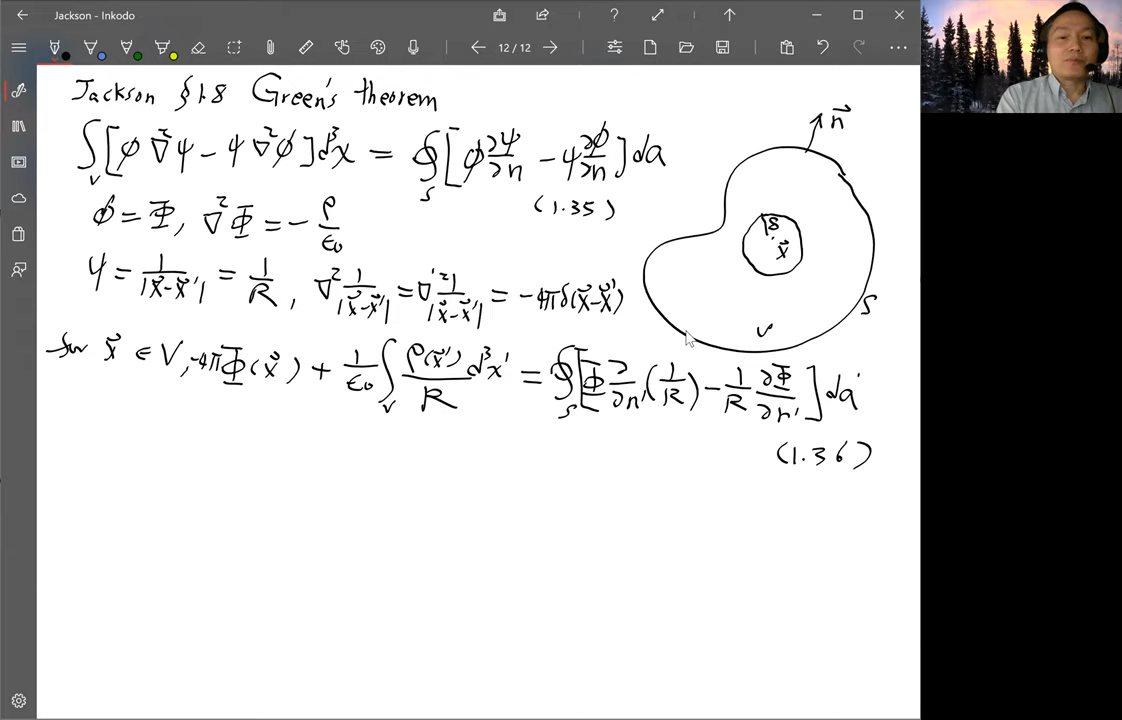 Jackson - Inkodo
12 / 12
Jackson §1.8 Green's theorem
∫_V [φ∇²ψ − ψ∇²φ] d³x = ∮_S [φ ∂ψ/∂n − ψ ∂φ/∂n] da
(1.35)
φ = Φ, ∇²Φ = − ρ/ε₀
ψ = 1/|x⃗−x⃗'| = 1/R, ∇² 1/|x⃗−x⃗'| = ∇'² 1/|x⃗−x⃗'| = −4πδ(x⃗−x⃗')
for x⃗ ∈ V, −4πΦ(x⃗) + 1/ε₀ ∫_V ρ(x⃗')/R d³x' = ∮_S [Φ ∂/∂n' (1/R) − 1/R ∂Φ/∂n'] da'
(1.36)
n⃗
x⃗
V
S